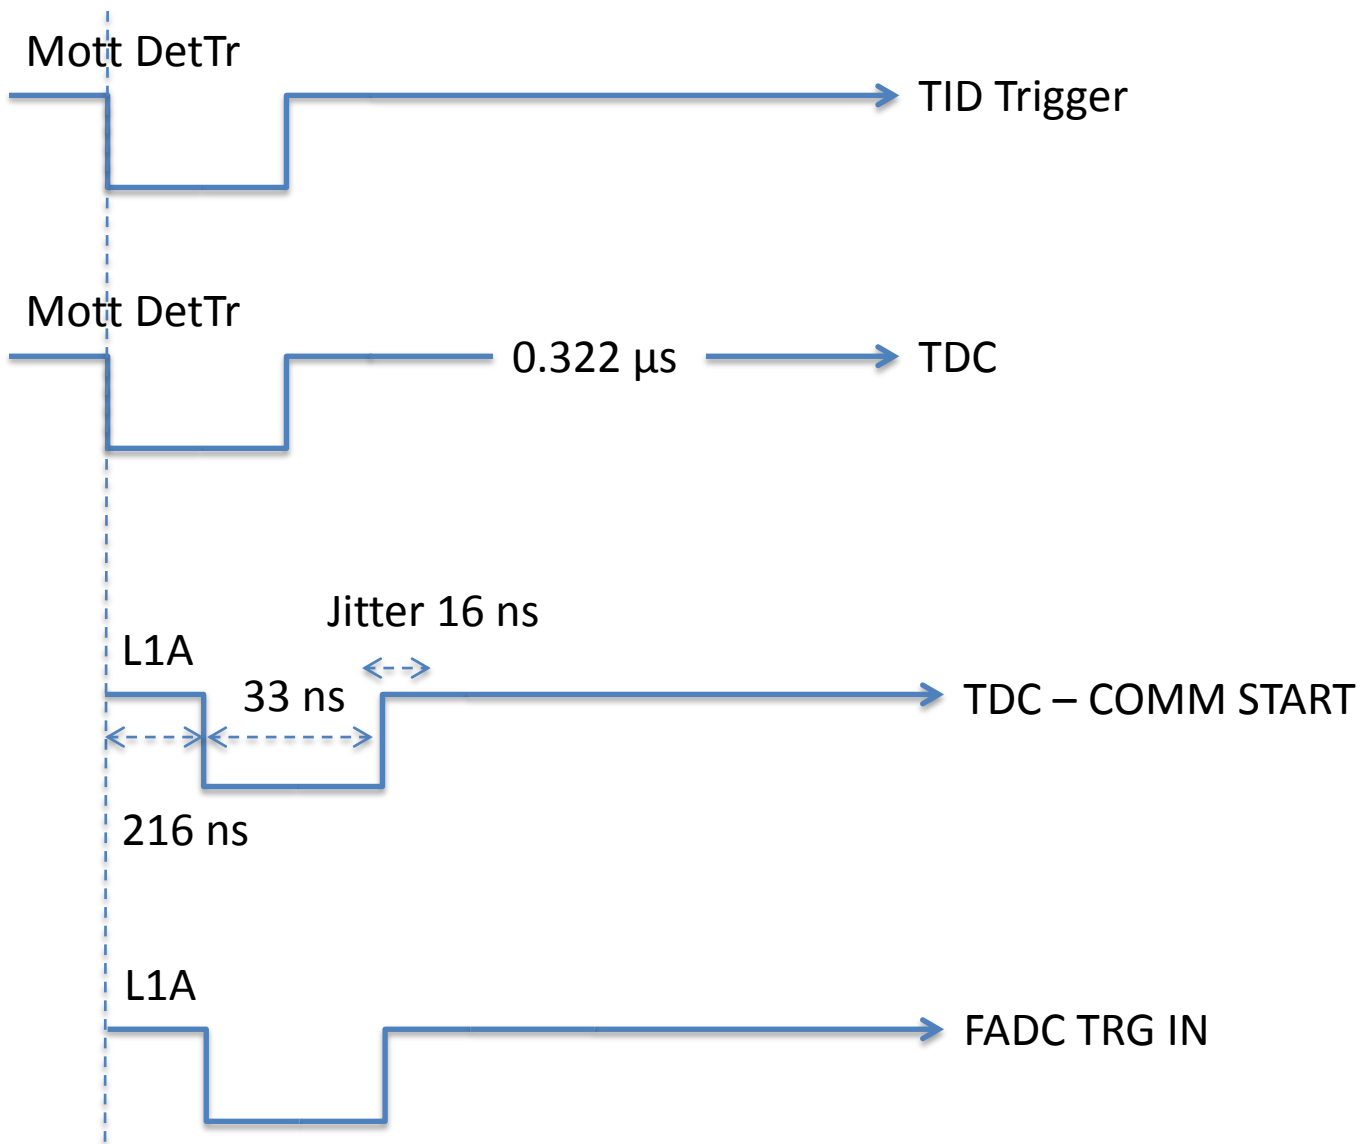 Mott DetTr
TID Trigger
Mott DetTr
0.322 µs
TDC
Jitter 16 ns
L1A
33 ns
TDC – COMM START
216 ns
L1A
FADC TRG IN